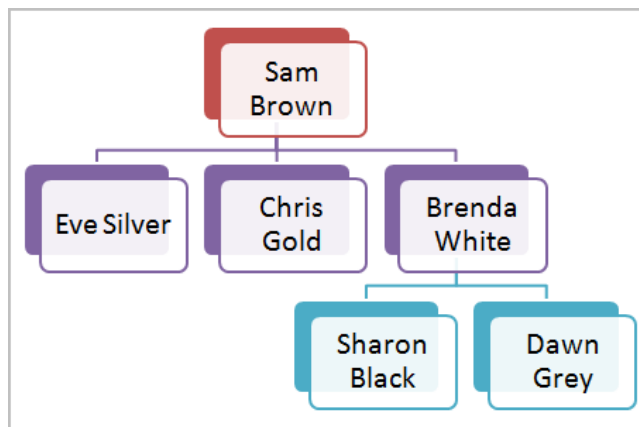 Sam
Brown
Eve Silver
Chris
Gold
Brenda
White
Sharon
Black
Dawn
Grey